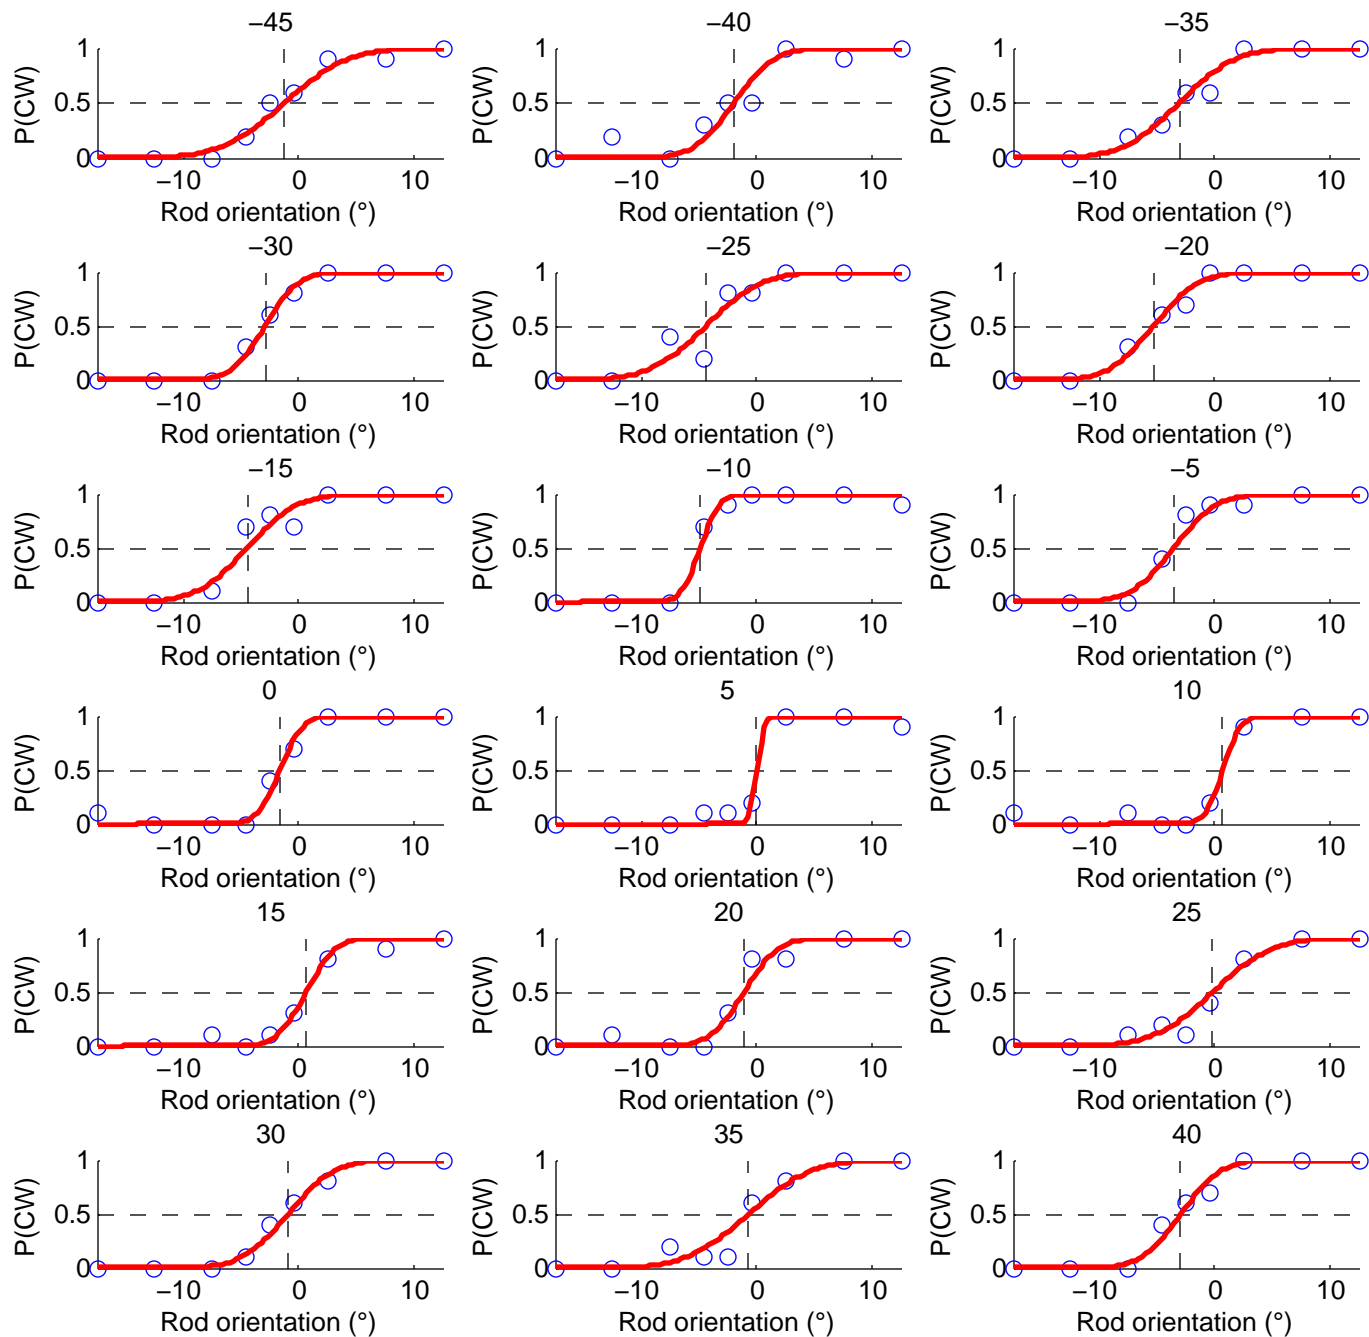 −45 −40 −35
P(CW) 1 0.5 0 P(CW) 1 0.5 0 P(CW) 1 0.5 0
−10 0 10 −10 0 10 −10 0 10
Rod orientation (°) Rod orientation (°) Rod orientation (°)
−30 −25 −20
P(CW) 1 0.5 0 P(CW) 1 0.5 0 P(CW) 1 0.5 0
−10 0 10 −10 0 10 −10 0 10
Rod orientation (°) Rod orientation (°) Rod orientation (°)
−15 −10 −5
P(CW) 1 0.5 0 P(CW) 1 0.5 0 P(CW) 1 0.5 0
−10 0 10 −10 0 10 −10 0 10
Rod orientation (°) Rod orientation (°) Rod orientation (°)
0 5 10
P(CW) 1 0.5 0 P(CW) 1 0.5 0 P(CW) 1 0.5 0
−10 0 10 −10 0 10 −10 0 10
Rod orientation (°) Rod orientation (°) Rod orientation (°)
15 20 25
P(CW) 1 0.5 0 P(CW) 1 0.5 0 P(CW) 1 0.5 0
−10 0 10 −10 0 10 −10 0 10
Rod orientation (°) Rod orientation (°) Rod orientation (°)
30 35 40
P(CW) 1 0.5 0 P(CW) 1 0.5 0 P(CW) 1 0.5 0
−10 0 10 −10 0 10 −10 0 10
Rod orientation (°) Rod orientation (°) Rod orientation (°)